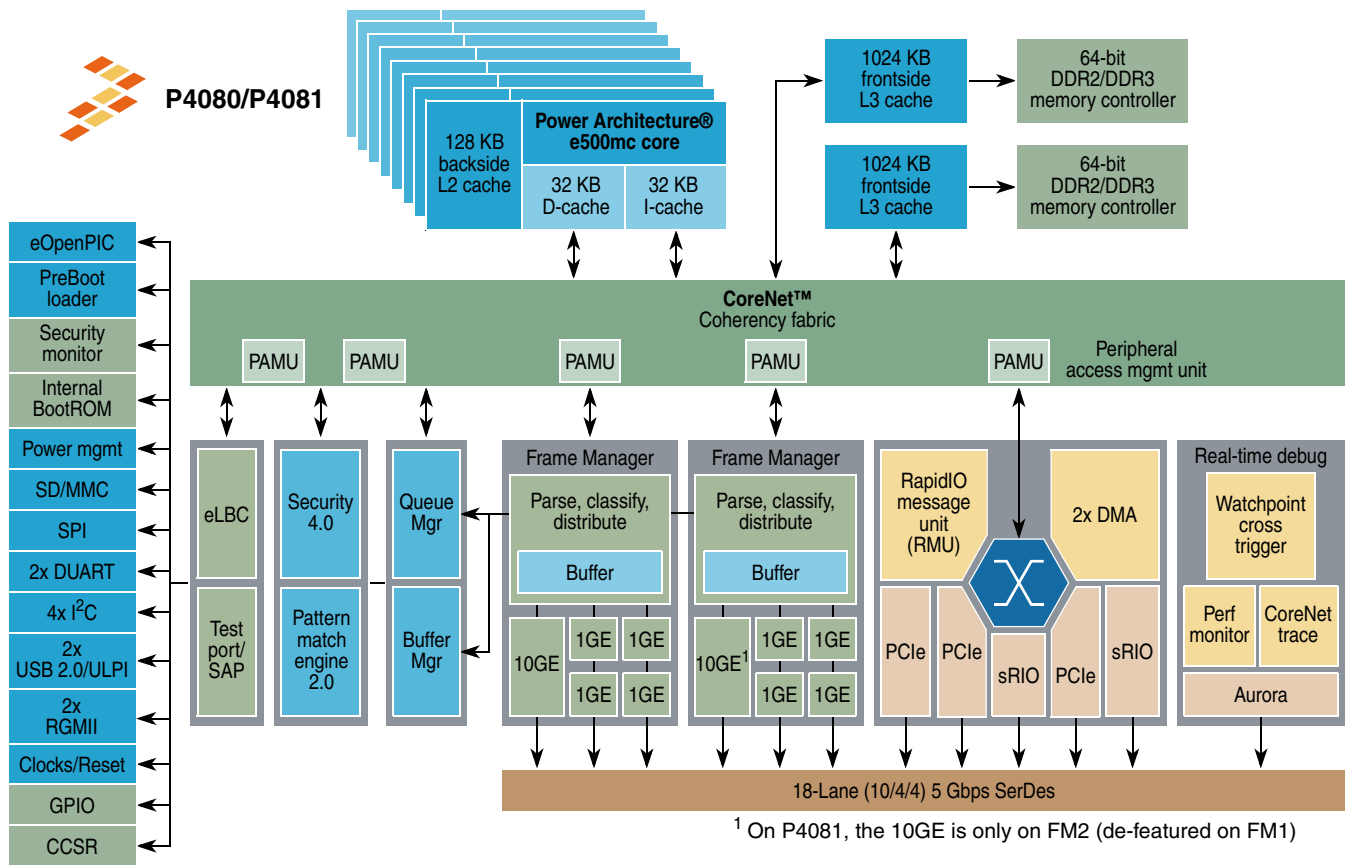 P4080/P4081
128 KB
backside
L2 cache
Power Architecture®
e500mc core
32 KB
D-cache
32 KB
I-cache
1024 KB
frontside
L3 cache
64-bit
DDR2/DDR3
memory controller
1024 KB
frontside
L3 cache
64-bit
DDR2/DDR3
memory controller
eOpenPIC
PreBoot
loader
Security
monitor
Internal
BootROM
Power mgmt
SD/MMC
SPI
2x DUART
4x I²C
2x
USB 2.0/ULPI
2x
RGMII
Clocks/Reset
GPIO
CCSR
CoreNet™
Coherency fabric
PAMU
PAMU
PAMU
PAMU
PAMU
Peripheral
access mgmt unit
eLBC
Test
port/
SAP
Security
4.0
Pattern
match
engine
2.0
Queue
Mgr
Buffer
Mgr
Frame Manager
Parse, classify,
distribute
Buffer
10GE
1GE
1GE
1GE
1GE
Frame Manager
Parse, classify,
distribute
Buffer
10GE¹
1GE
1GE
1GE
1GE
RapidIO
message
unit
(RMU)
2x DMA
PCIe
PCIe
sRIO
PCIe
sRIO
Real-time debug
Watchpoint
cross
trigger
Perf
monitor
CoreNet
trace
Aurora
18-Lane (10/4/4) 5 Gbps SerDes
¹ On P4081, the 10GE is only on FM2 (de-featured on FM1)